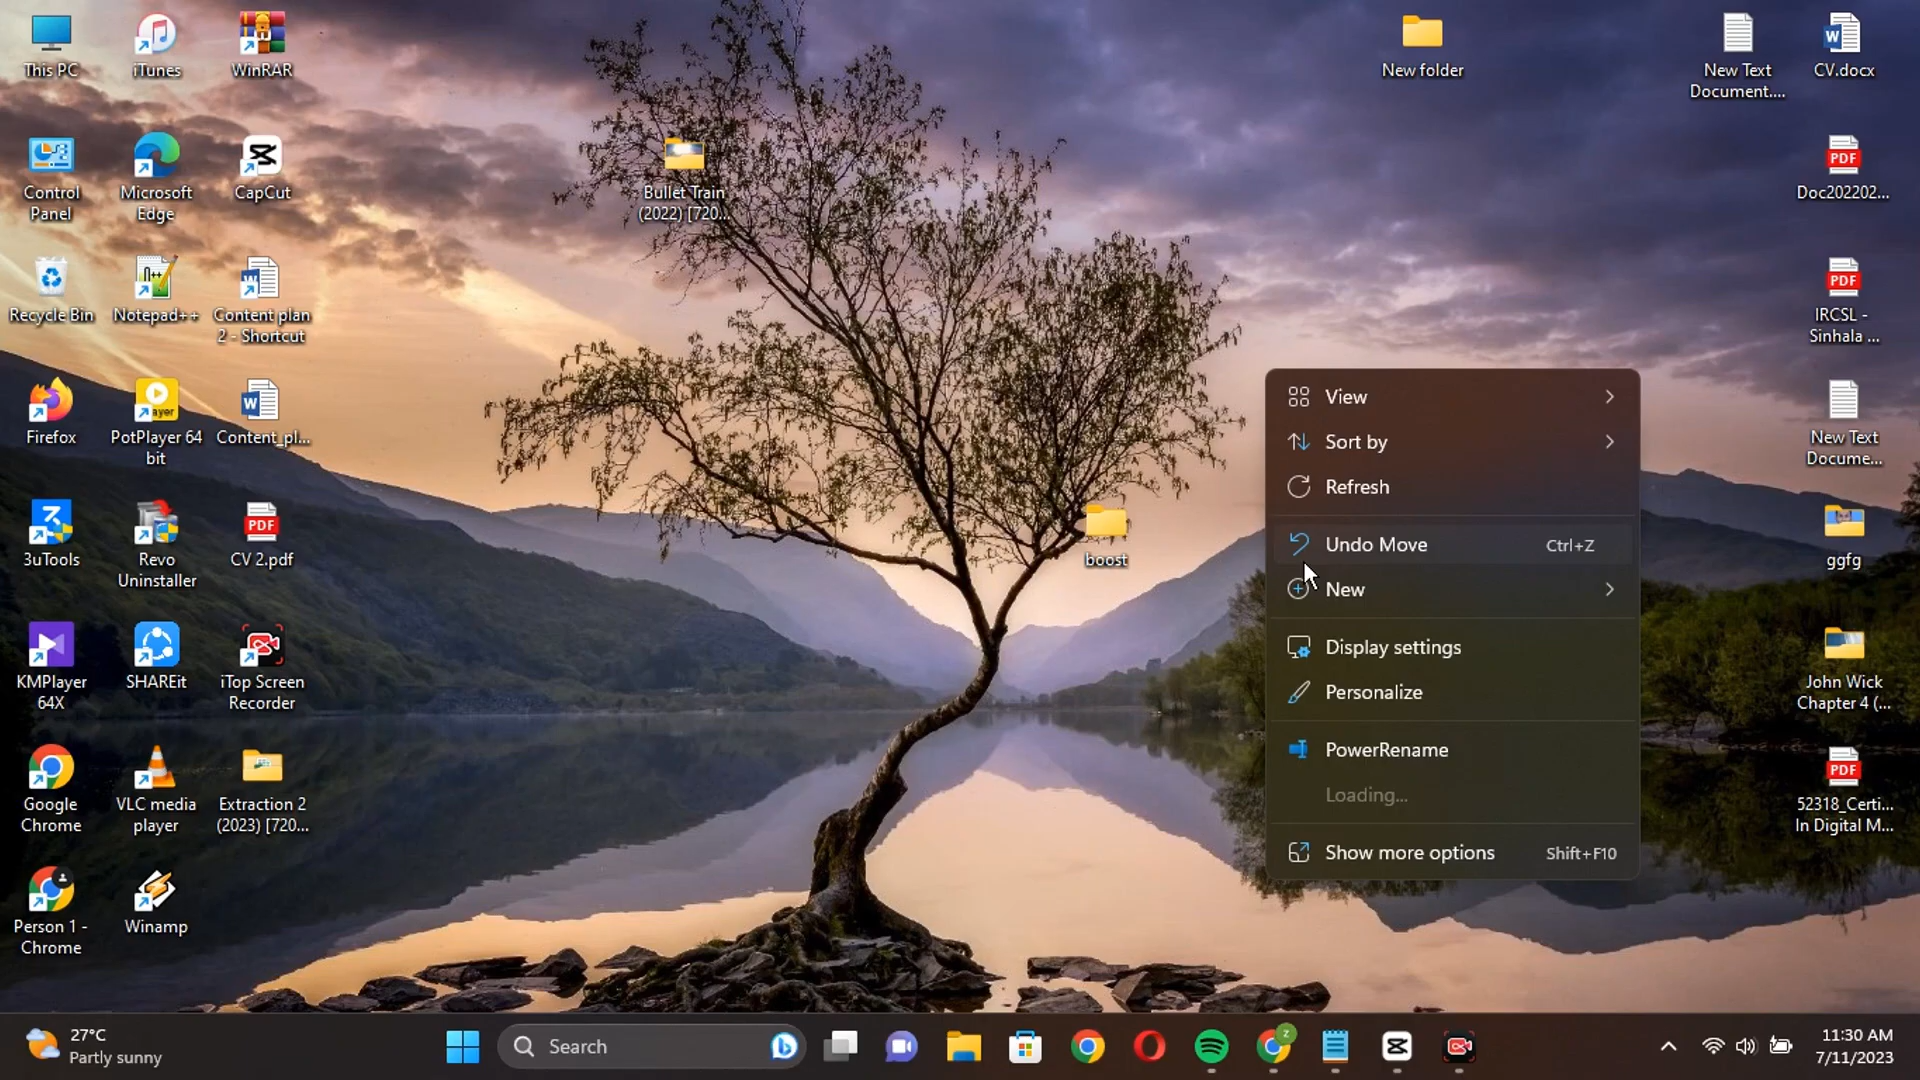 This PC
iTunes
WinRAR
New folder
New Text
Document....
CV.docx
Control
Panel
Microsoft
Edge
CapCut
Bullet Train
(2022) [720...
PDF
Doc202202...
Recycle Bin
Notepad++
Content plan
2 - Shortcut
PDF
IRCSL -
Sinhala ...
Firefox
PotPlayer 64
bit
Content_pl...
New Text
Docume...
3uTools
Revo
Uninstaller
PDF
CV 2.pdf
boost
ggfg
KMPlayer
64X
SHAREit
iTop Screen
Recorder
John Wick
Chapter 4 (...
Google
Chrome
VLC media
player
Extraction 2
(2023) [720...
PDF
52318_Certi...
In Digital M...
Person 1 -
Chrome
Winamp
View
Sort by
Refresh
Undo Move Ctrl+Z
New
Display settings
Personalize
PowerRename
Loading...
Show more options Shift+F10
27°C
Partly sunny
Search
11:30 AM
7/11/2023